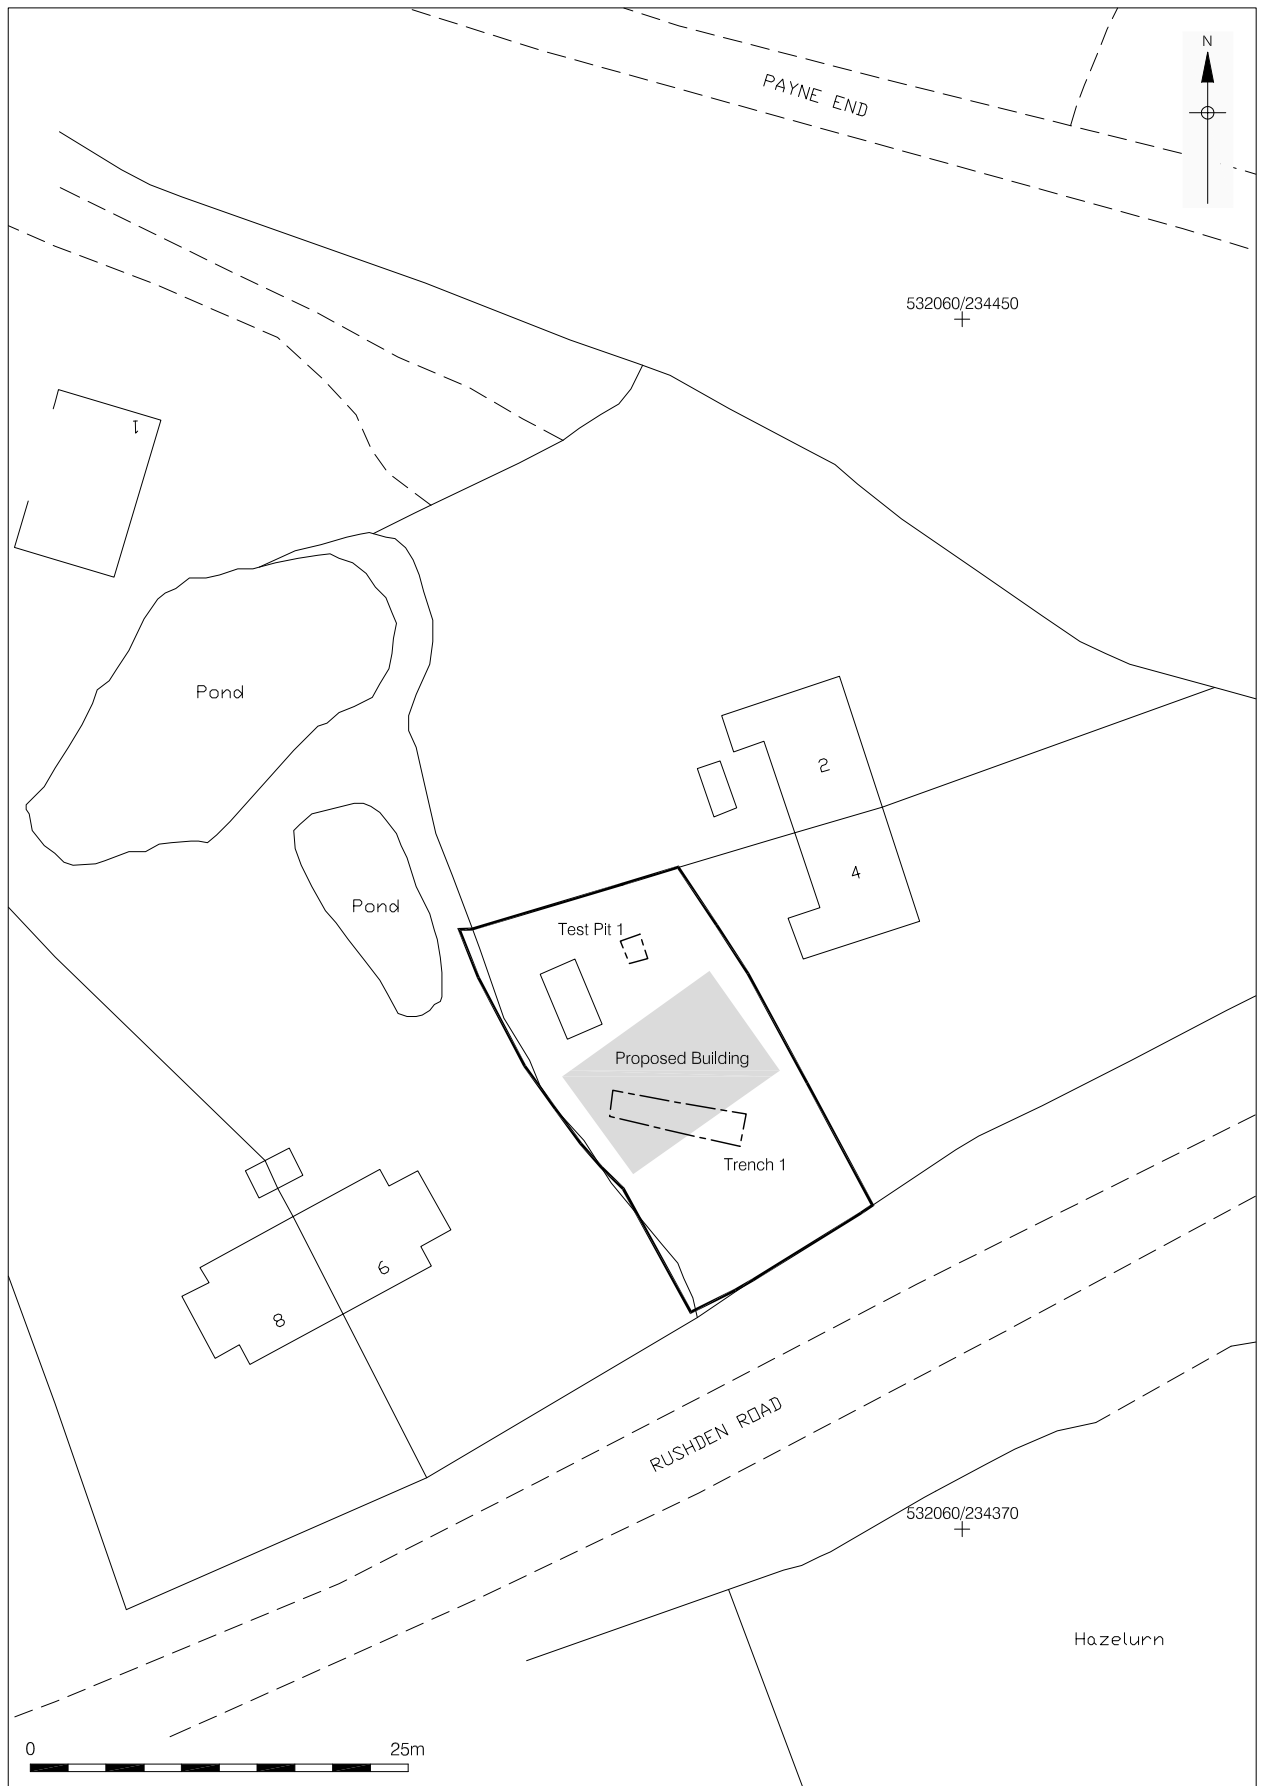 PAYNE END
N
532060/234450
1
Pond
2
4
Pond
Test Pit 1
Proposed Building
Trench 1
6
8
RUSHDEN ROAD
532060/234370
Hazelurn
0 25m